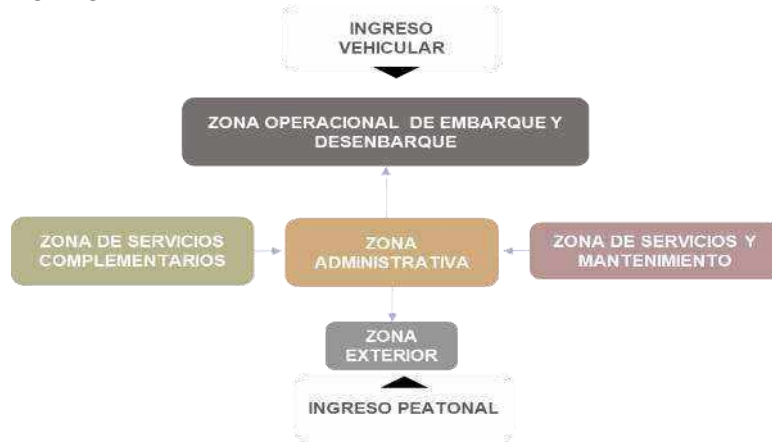 INGRESO
VEHICULAR
ZONA OPERACIONAL DE EMBARQUE Y
DESENBARQUE
ZONA DE SERVICIOS
COMPLEMENTARIOS
ZONA
ADMINISTRATIVA
ZONA DE SERVICIOS Y
MANTENIMIENTO
ZONA
EXTERIOR
INGRESO PEATONAL